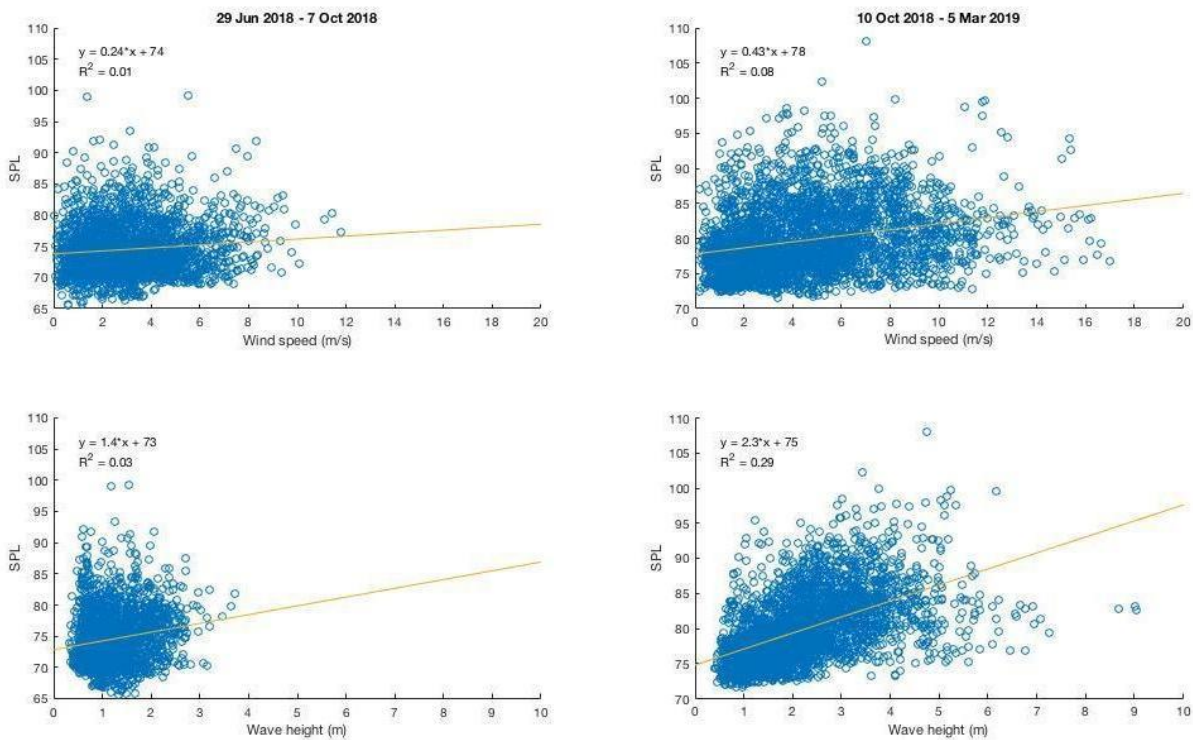 29 Jun 2018 - 7 Oct 2018
110
105
100
95
90
85
80
75
70
65
SPL
y = 0.24*x + 74
R² = 0.01
0 2 4 6 8 10 12 14 16 18 20
Wind speed (m/s)
10 Oct 2018 - 5 Mar 2019
110
105
100
95
90
85
80
75
70
SPL
y = 0.43*x + 78
R² = 0.08
0 2 4 6 8 10 12 14 16 18 20
Wind speed (m/s)
110
105
100
95
90
85
80
75
70
65
SPL
y = 1.4*x + 73
R² = 0.03
0 1 2 3 4 5 6 7 8 9 10
Wave height (m)
110
105
100
95
90
85
80
75
70
SPL
y = 2.3*x + 75
R² = 0.29
0 1 2 3 4 5 6 7 8 9 10
Wave height (m)